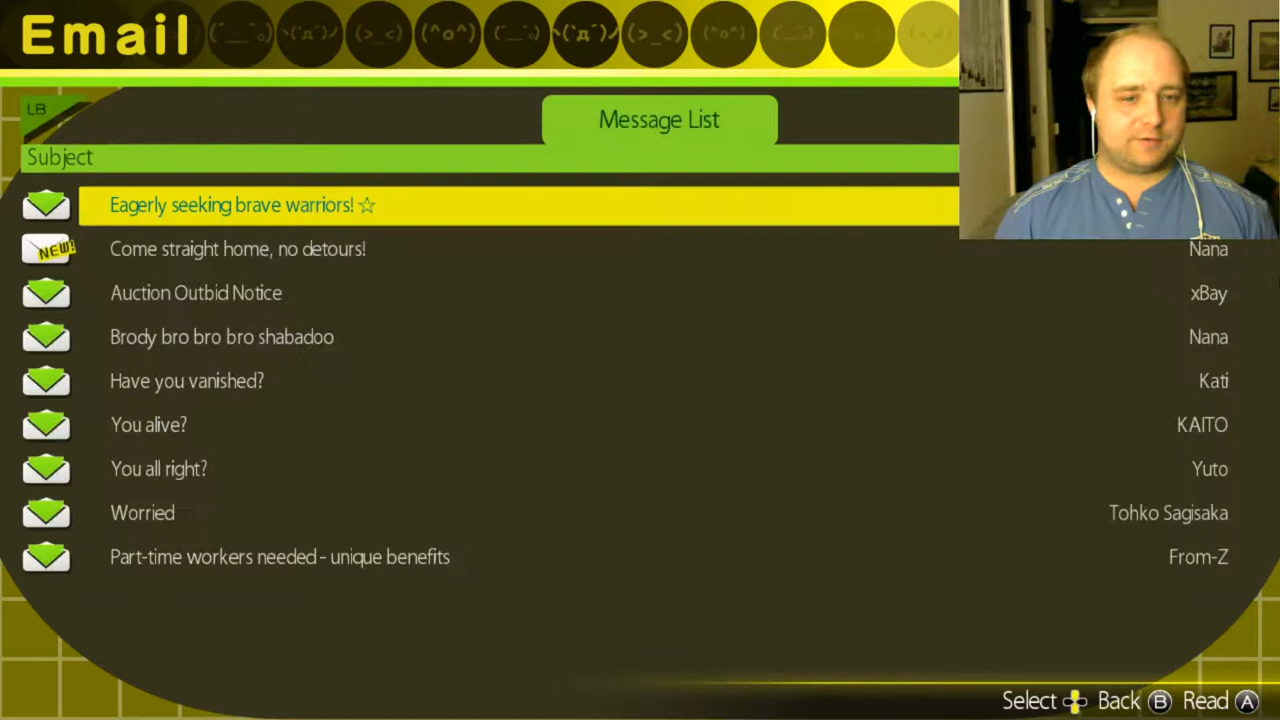 Email
LB
Message List
Subject
Eagerly seeking brave warriors! ☆
NEW! Come straight home, no detours! Nana
Auction Outbid Notice xBay
Brody bro bro bro shabadoo Nana
Have you vanished? Kati
You alive? KAITO
You all right? Yuto
Worried Tohko Sagisaka
Part-time workers needed - unique benefits From-Z
Select Back B Read A